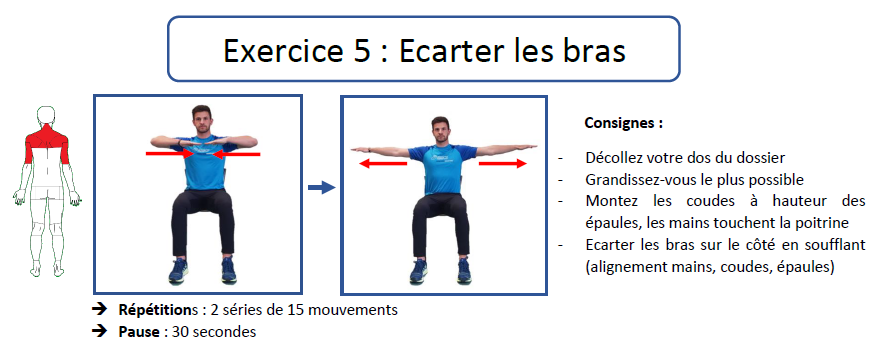 Exercice 5 : Ecarter les bras
Consignes :
- Décollez votre dos du dossier
- Grandissez-vous le plus possible
- Montez les coudes à hauteur des
épaules, les mains touchent la poitrine
- Ecarter les bras sur le côté en soufflant
(alignement mains, coudes, épaules)
➔ Répétitions : 2 séries de 15 mouvements
➔ Pause : 30 secondes